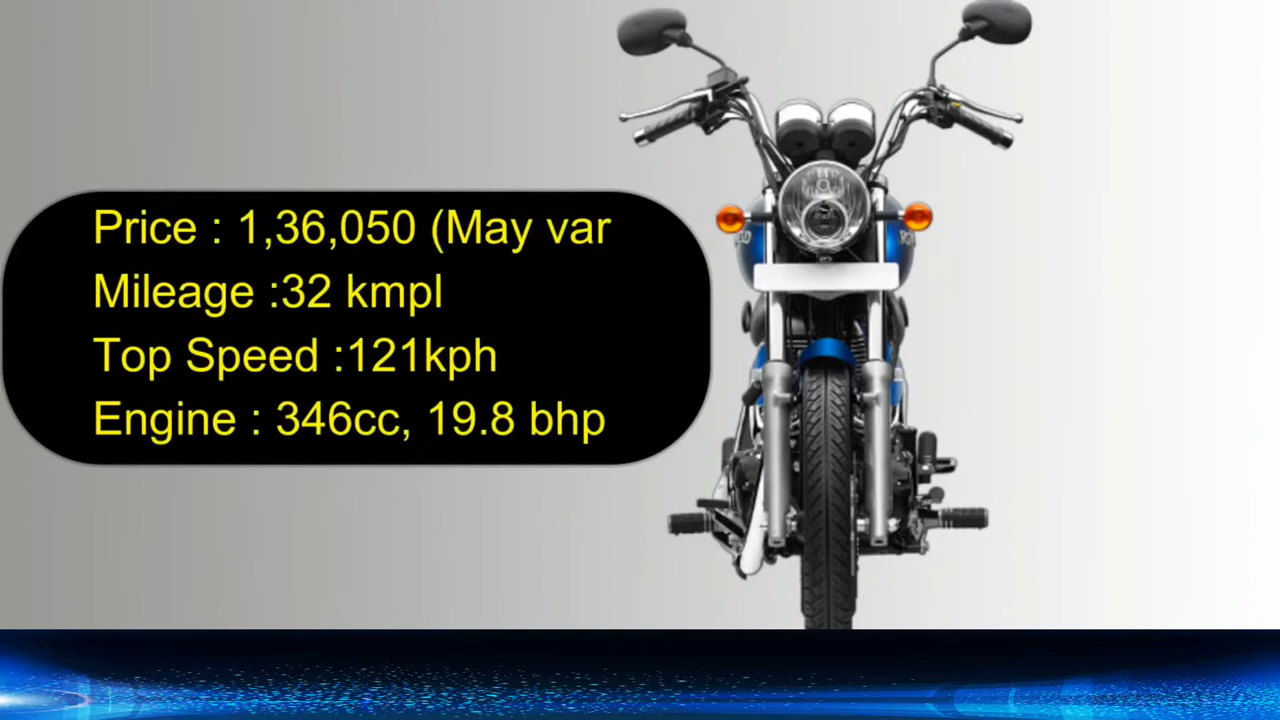 Price : 1,36,050 (May var
Mileage :32 kmpl
Top Speed :121kph
Engine : 346cc, 19.8 bhp